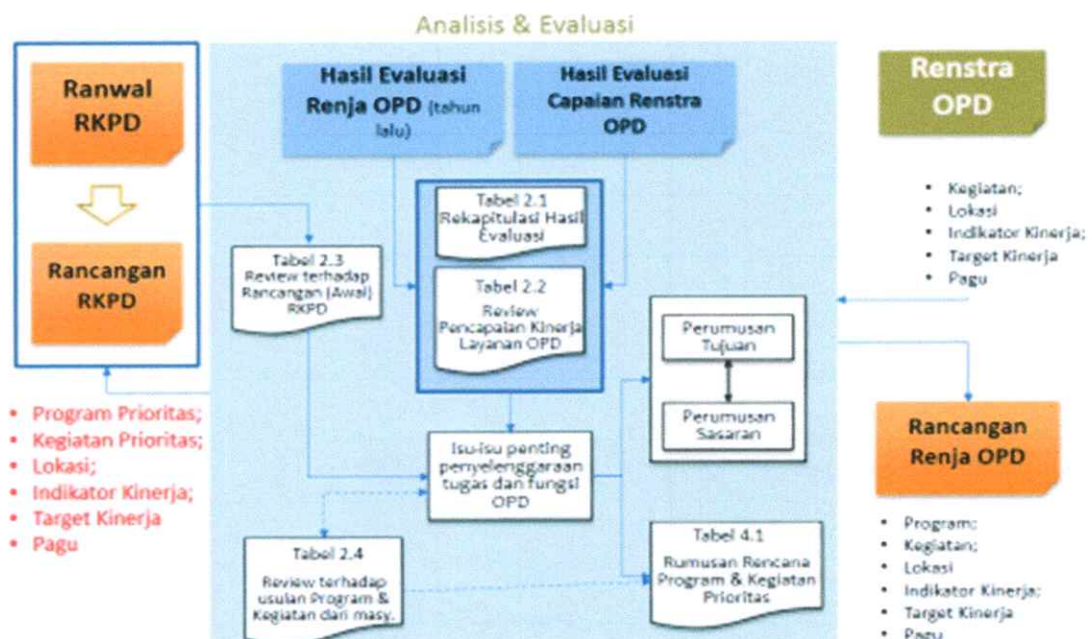 Analisis & Evaluasi
Ranwal
RKPD
Rancangan
RKPD
• Program Prioritas;
• Kegiatan Prioritas;
• Lokasi;
• Indikator Kinerja;
• Target Kinerja
• Pagu
Hasil Evaluasi
Renja OPD (tahun
lalu)
Hasil Evaluasi
Capaian Renstra
OPD
Tabel 2.1
Rekapitulasi Hasil
Evaluasi
Tabel 2.2
Review
Pencapaian Kinerja
Layanan OPD
Tabel 2.3
Review terhadap
Rancangan (Awal)
RKPD
Isu-isu penting
penyelenggaraan
tugas dan fungsi
OPD
Tabel 2.4
Review terhadap
usulan Program &
Kegiatan dari masy.
Perumusan
Tujuan
Perumusan
Sasaran
Tabel 4.1
Rumusan Rencana
Program & Kegiatan
Prioritas
Renstra
OPD
• Kegiatan;
• Lokasi
• Indikator Kinerja;
• Target Kinerja
• Pagu
Rancangan
Renja OPD
• Program;
• Kegiatan;
• Lokasi
• Indikator Kinerja;
• Target Kinerja
• Pagu